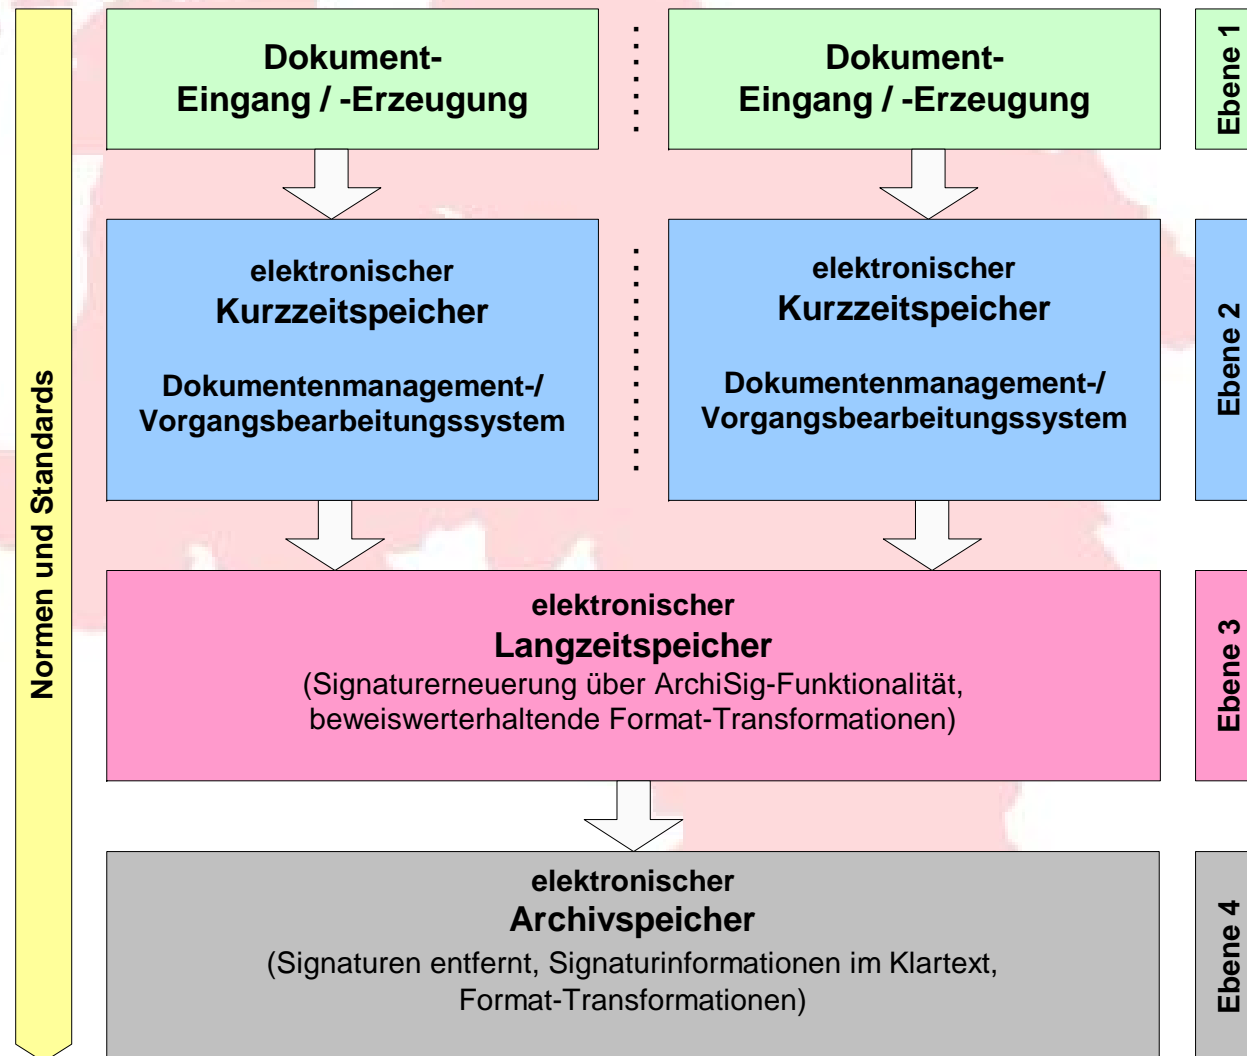 Normen und Standards
Dokument-
Eingang / -Erzeugung
Dokument-
Eingang / -Erzeugung
Ebene 1
elektronischer
Kurzzeitspeicher
Dokumentenmanagement-/
Vorgangsbearbeitungssystem
elektronischer
Kurzzeitspeicher
Dokumentenmanagement-/
Vorgangsbearbeitungssystem
Ebene 2
elektronischer
Langzeitspeicher
(Signaturerneuerung über ArchiSig-Funktionalität,
beweiswerterhaltende Format-Transformationen)
Ebene 3
elektronischer
Archivspeicher
(Signaturen entfernt, Signaturinformationen im Klartext,
Format-Transformationen)
Ebene 4